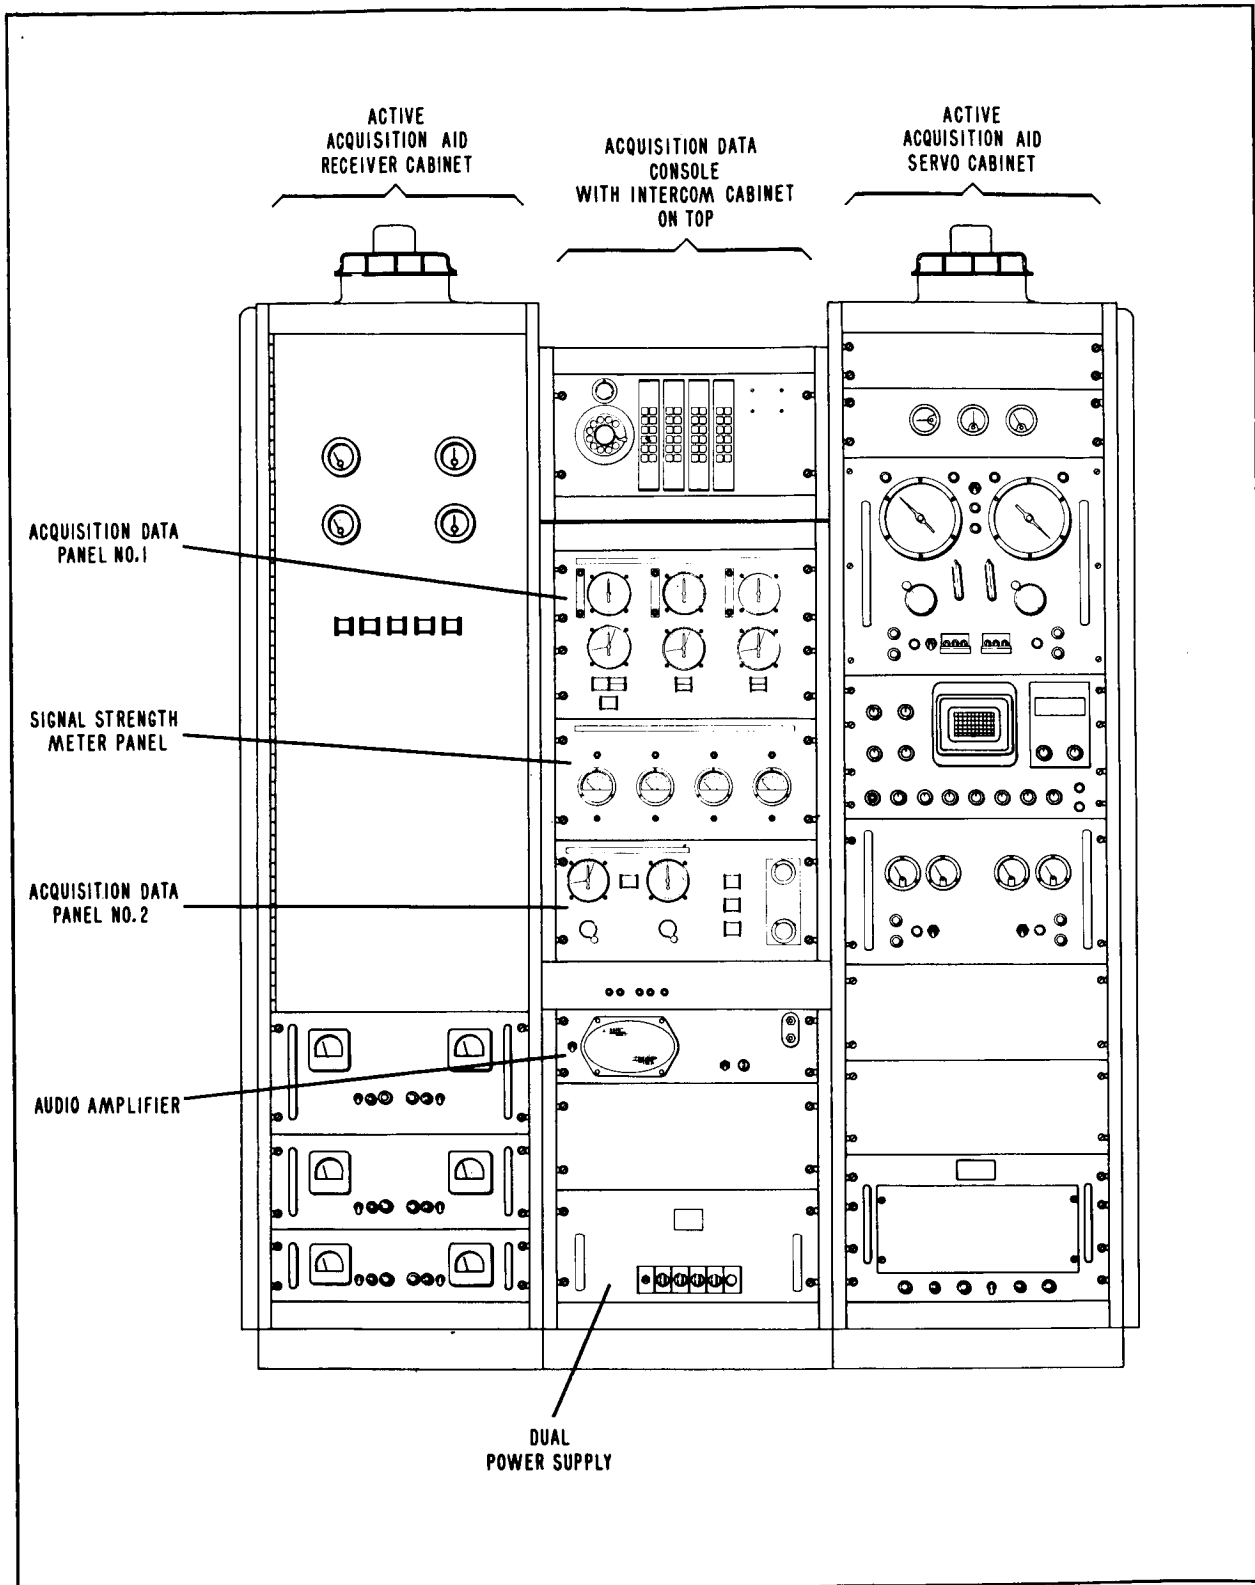 ACTIVE
ACQUISITION AID
RECEIVER CABINET
ACQUISITION DATA
CONSOLE
WITH INTERCOM CABINET
ON TOP
ACTIVE
ACQUISITION AID
SERVO CABINET
ACQUISITION DATA
PANEL NO.1
SIGNAL STRENGTH
METER PANEL
ACQUISITION DATA
PANEL NO.2
AUDIO AMPLIFIER
DUAL
POWER SUPPLY